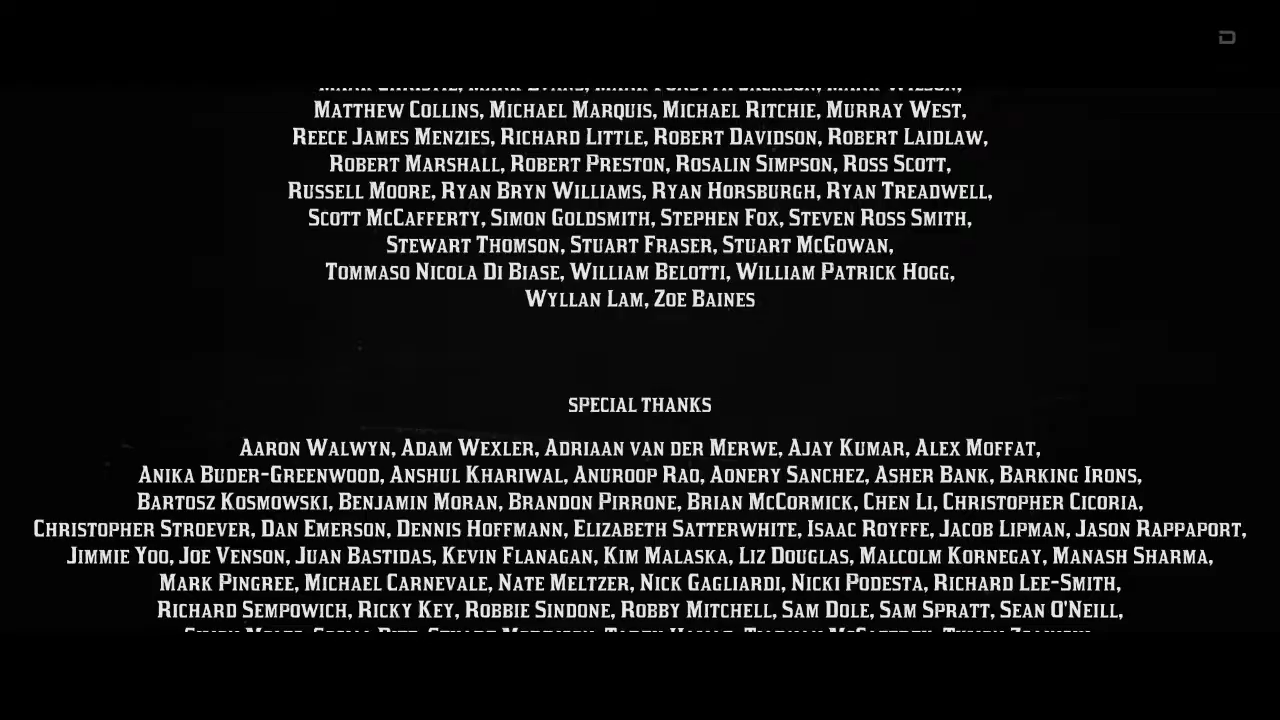 Matthew Collins, Michael Marquis, Michael Ritchie, Murray West,
Reece James Menzies, Richard Little, Robert Davidson, Robert Laidlaw,
Robert Marshall, Robert Preston, Rosalin Simpson, Ross Scott,
Russell Moore, Ryan Bryn Williams, Ryan Horsburgh, Ryan Treadwell,
Scott McCafferty, Simon Goldsmith, Stephen Fox, Steven Ross Smith,
Stewart Thomson, Stuart Fraser, Stuart McGowan,
Tommaso Nicola Di Biase, William Belotti, William Patrick Hogg,
Wyllan Lam, Zoe Baines
SPECIAL THANKS
Aaron Walwyn, Adam Wexler, Adriaan van der Merwe, Ajay Kumar, Alex Moffat,
Anika Buder-Greenwood, Anshul Khariwal, Anuroop Rao, Aonery Sanchez, Asher Bank, Barking Irons,
Bartosz Kosmowski, Benjamin Moran, Brandon Pirrone, Brian McCormick, Chen Li, Christopher Cicoria,
Christopher Stroever, Dan Emerson, Dennis Hoffmann, Elizabeth Satterwhite, Isaac Royffe, Jacob Lipman, Jason Rappaport,
Jimmie Yoo, Joe Venson, Juan Bastidas, Kevin Flanagan, Kim Malaska, Liz Douglas, Malcolm Kornegay, Manash Sharma,
Mark Pingree, Michael Carnevale, Nate Meltzer, Nick Gagliardi, Nicki Podesta, Richard Lee-Smith,
Richard Sempowich, Ricky Key, Robbie Sindone, Robby Mitchell, Sam Dole, Sam Spratt, Sean O'Neill,